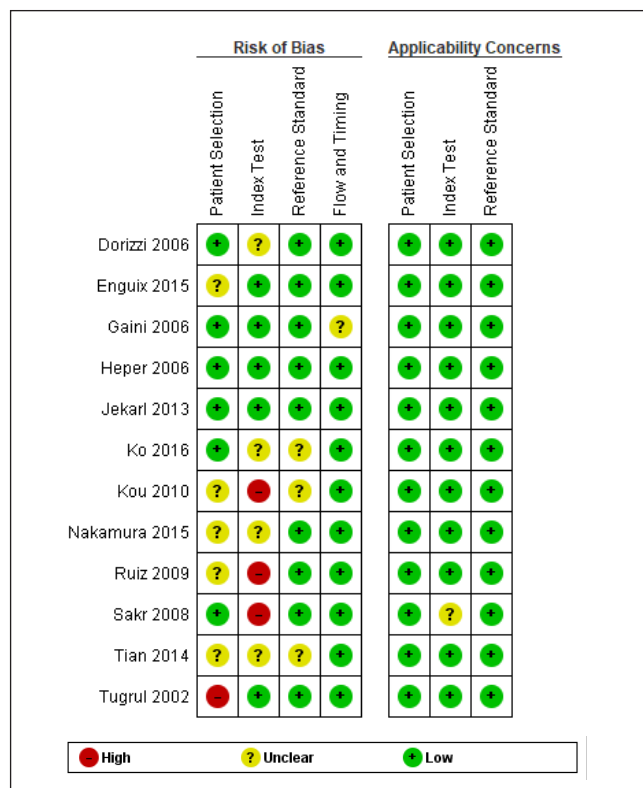 Risk of Bias Applicability Concerns
Patient Selection
Index Test
Reference Standard
Flow and Timing
Patient Selection
Index Test
Reference Standard
Dorizzi 2006 + ? + + + + +
Enguix 2015 ? + + + + + +
Gaini 2006 + + + ? + + +
Heper 2006 + + + + + + +
Jekarl 2013 + + + + + + +
Ko 2016 + ? ? + + + +
Kou 2010 ? - ? + + + +
Nakamura 2015 ? ? + + + + +
Ruiz 2009 ? - + + + + +
Sakr 2008 + - + + + ? +
Tian 2014 ? ? ? + + + +
Tugrul 2002 - + + + + + +
- High ? Unclear + Low